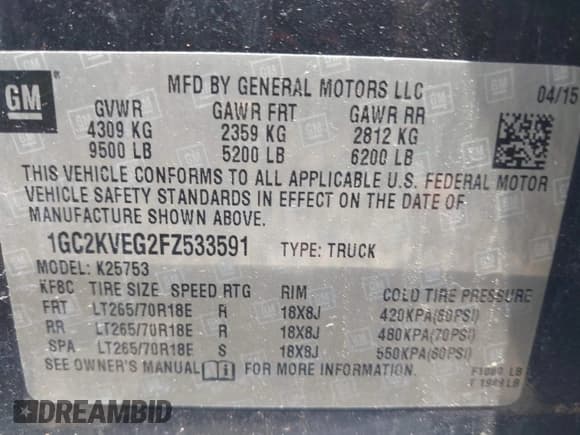 GM ®
MFD BY GENERAL MOTORS LLC
04/15
GVWR GAWR FRT GAWR RR
4309 KG 2359 KG 2812 KG
9500 LB 5200 LB 6200 LB
THIS VEHICLE CONFORMS TO ALL APPLICABLE U.S. FEDERAL MOTOR
VEHICLE SAFETY STANDARDS IN EFFECT ON THE DATE OF
MANUFACTURE SHOWN ABOVE.
1GC2KVEG2FZ533591 TYPE: TRUCK
MODEL: K25753
KFBC TIRE SIZE SPEED RTG RIM COLD TIRE PRESSURE
FRT LT265/70R18E R 18X8J 420KPA(60PSI)
RR LT265/70R18E R 18X8J 480KPA(70PSI)
SPA LT265/70R18E S 18X8J 550KPA(80PSI)
SEE OWNER'S MANUAL FOR MORE INFORMATION.
LB
LB
DREAMBID